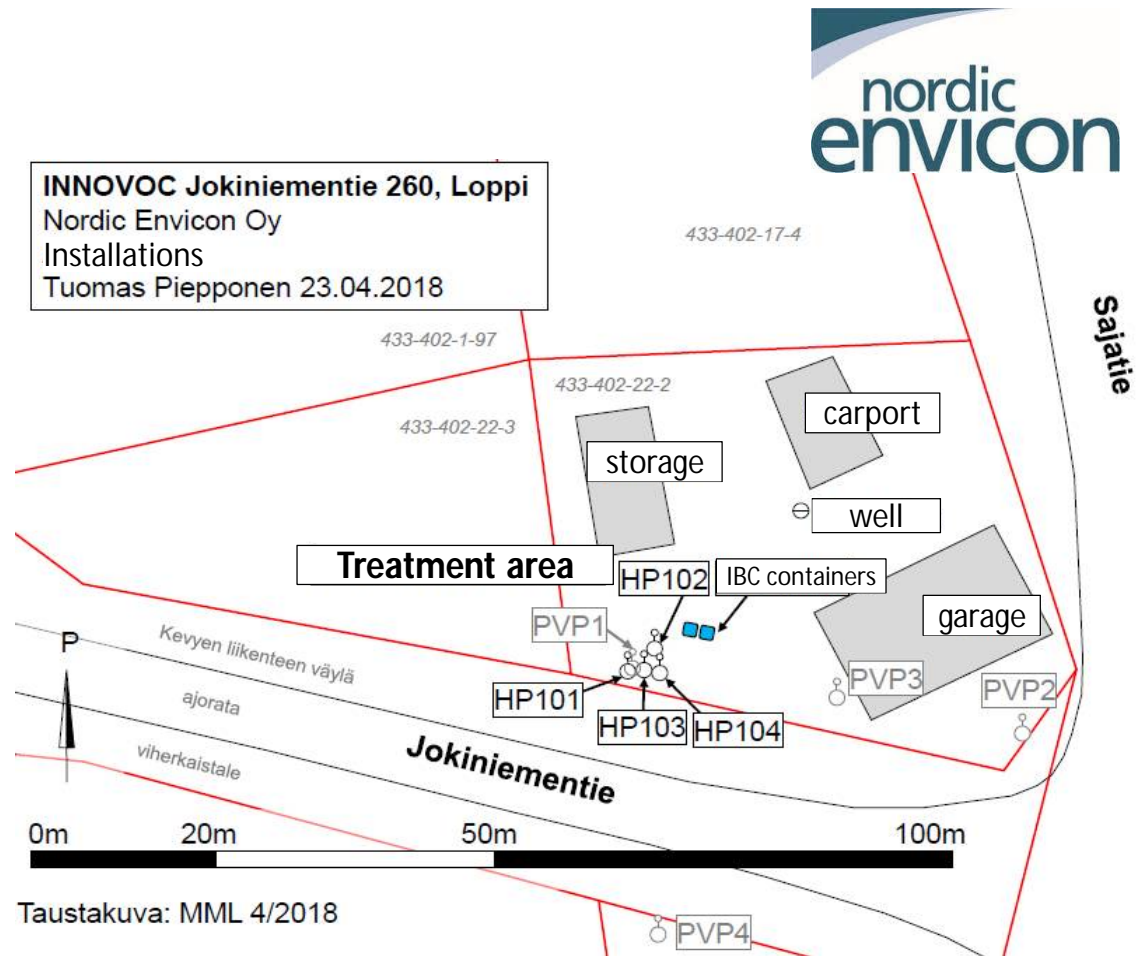 nordic
envicon
INNOVOC Jokiniementie 260, Loppi
Nordic Envicon Oy
Installations
Tuomas Piepponen 23.04.2018
433-402-17-4
Sajatie
433-402-1-97
433-402-22-2
433-402-22-3
carport
storage
well
Treatment area
HP102
IBC containers
garage
PVP1
Kevyen liikenteen väylä
P
PVP3
PVP2
HP101
ajorata
HP103
HP104
viherkaistale
Jokiniementie
0m 20m 50m 100m
Taustakuva: MML 4/2018
PVP4